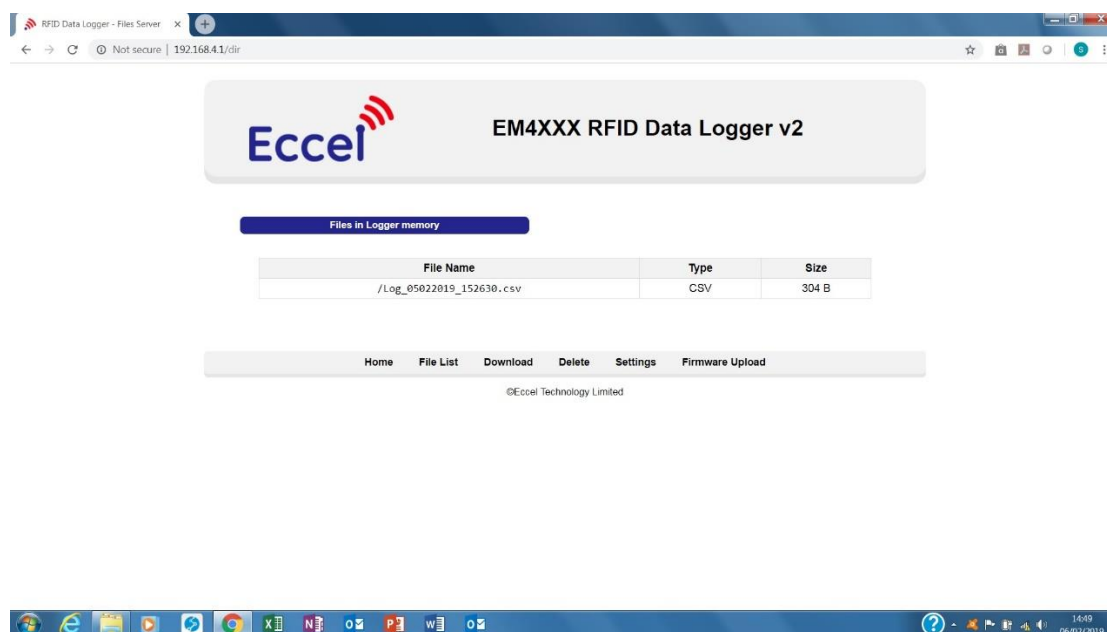 RFID Data Logger - Files Server
Not secure | 192.168.4.1/dir
Eccel
EM4XXX RFID Data Logger v2
Files in Logger memory
File Name Type Size
/Log_05022019_152630.csv CSV 304 B
Home File List Download Delete Settings Firmware Upload
©Eccel Technology Limited
14:49